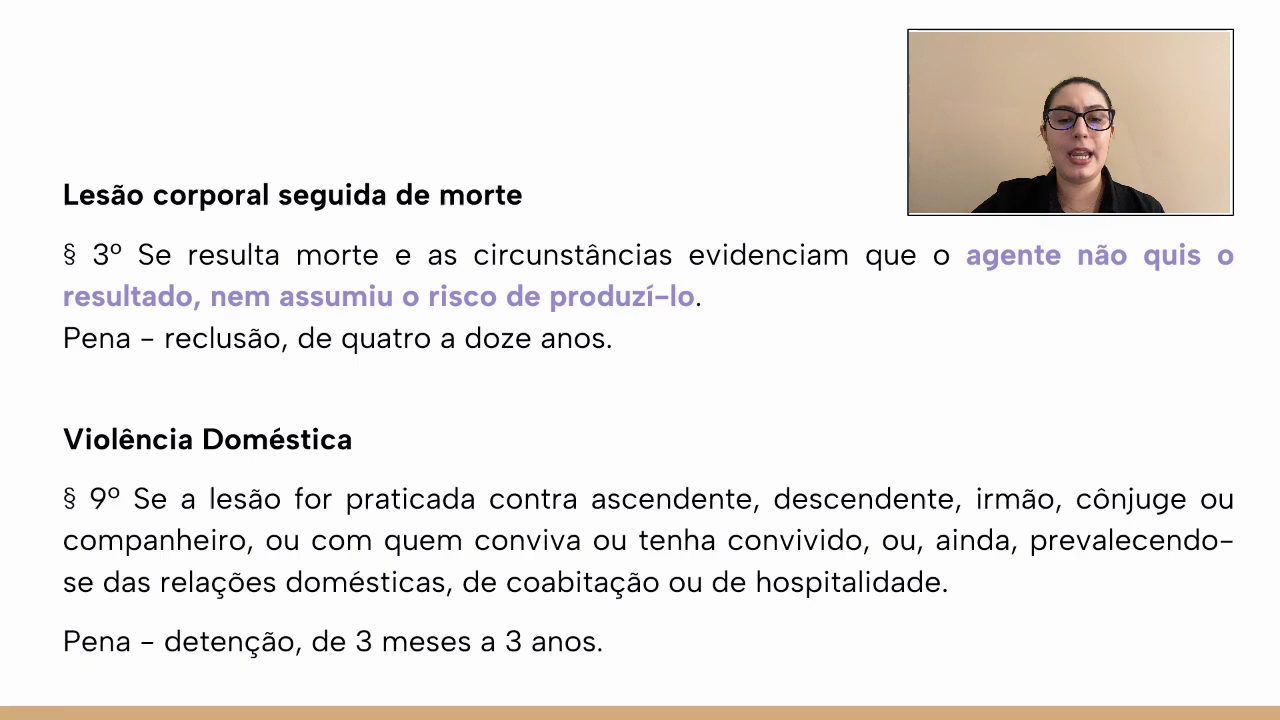 Lesão corporal seguida de morte
§ 3º Se resulta morte e as circunstâncias evidenciam que o agente não quis o
resultado, nem assumiu o risco de produzí-lo.
Pena – reclusão, de quatro a doze anos.
Violência Doméstica
§ 9º Se a lesão for praticada contra ascendente, descendente, irmão, cônjuge ou
companheiro, ou com quem conviva ou tenha convivido, ou, ainda, prevalecendo-
se das relações domésticas, de coabitação ou de hospitalidade.
Pena – detenção, de 3 meses a 3 anos.